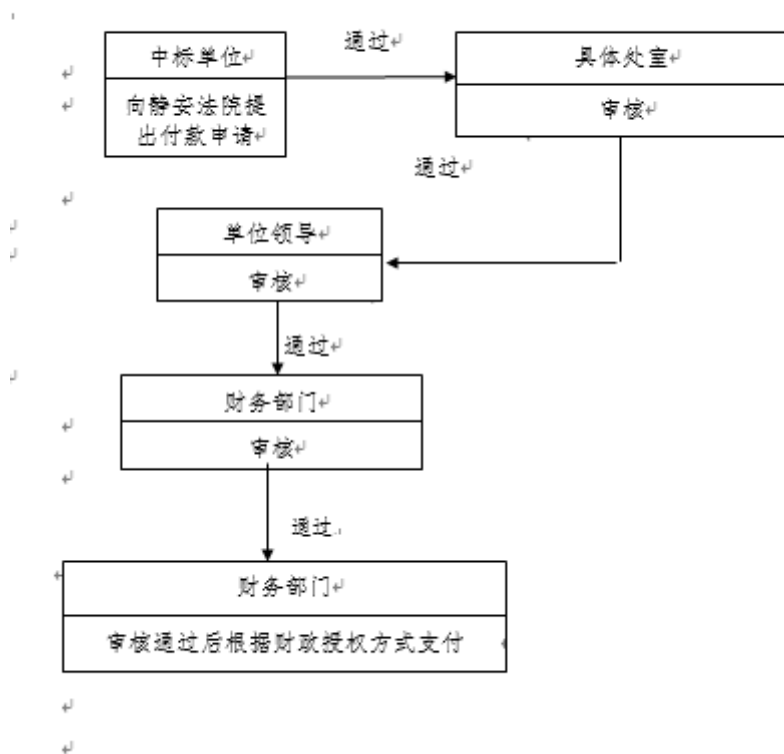 中标单位
通过
具体处室
向静安法院提
出付款申请
审核
通过
单位领导
审核
通过
财务部门
审核
通过
财务部门
审核通过后根据财政授权方式支付